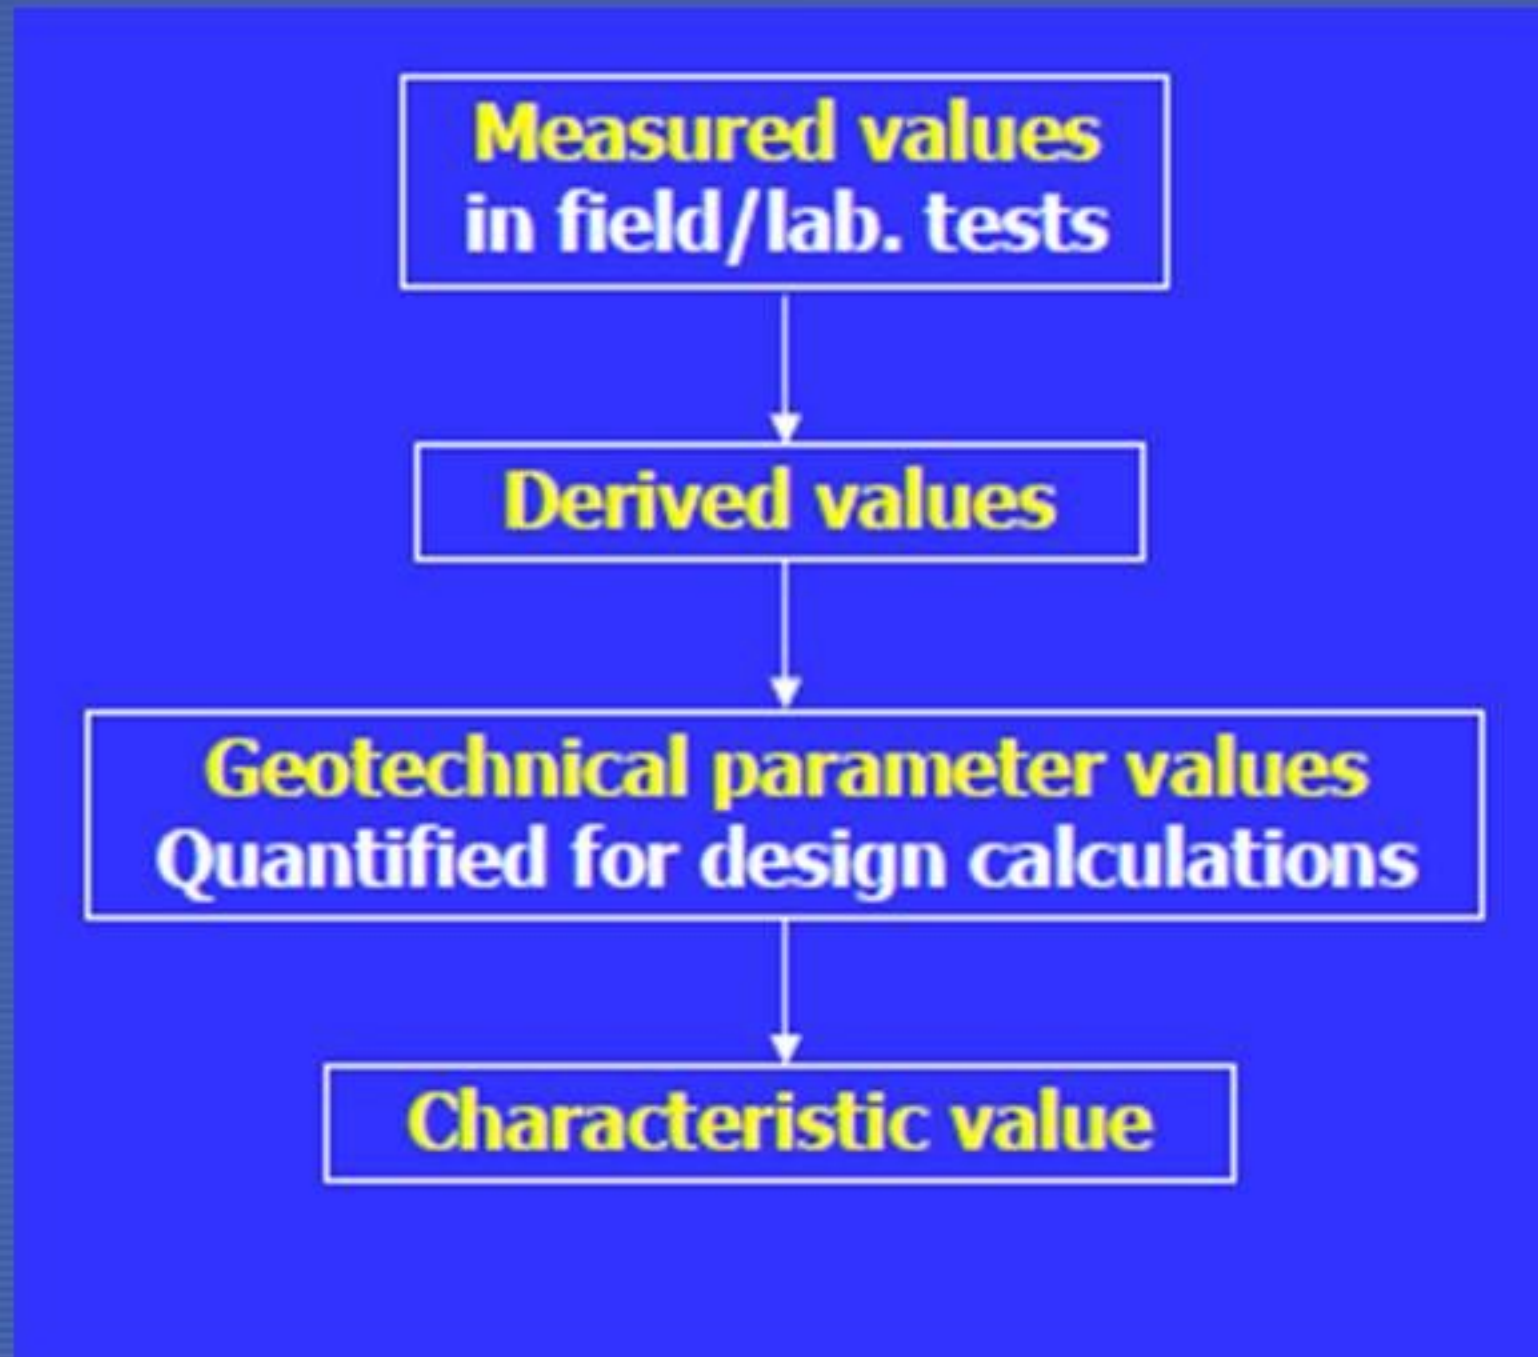 Measured values
in field/lab. tests
Derived values
Geotechnical parameter values
Quantified for design calculations
Characteristic value